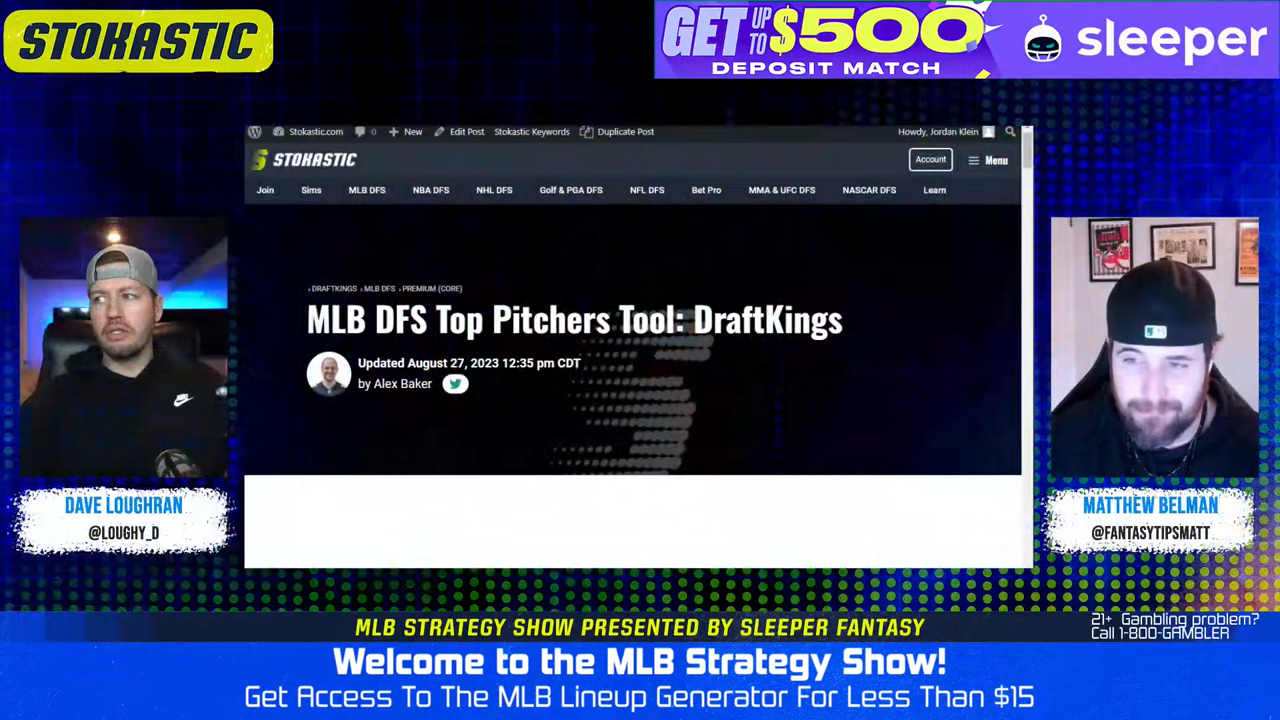 STOKASTIC
GET UP TO $500
DEPOSIT MATCH
sleeper
Stokastic.com 0 New Edit Post Stokastic Keywords Duplicate Post Howdy, Jordan Klein
STOKASTIC Account Menu
Join Sims MLB DFS NBA DFS NHL DFS Golf & PGA DFS NFL DFS Bet Pro MMA & UFC DFS NASCAR DFS Learn
› DRAFTKINGS › MLB DFS › PREMIUM (CORE)
MLB DFS Top Pitchers Tool: DraftKings
Updated August 27, 2023 12:35 pm CDT
by Alex Baker
DAVE LOUGHRAN
@LOUGHY_D
MATTHEW BELMAN
@FANTASYTIPSMATT
MLB STRATEGY SHOW PRESENTED BY SLEEPER FANTASY
21+ Gambling problem?
Call 1-800-GAMBLER
Welcome to the MLB Strategy Show!
Get Access To The MLB Lineup Generator For Less Than $15